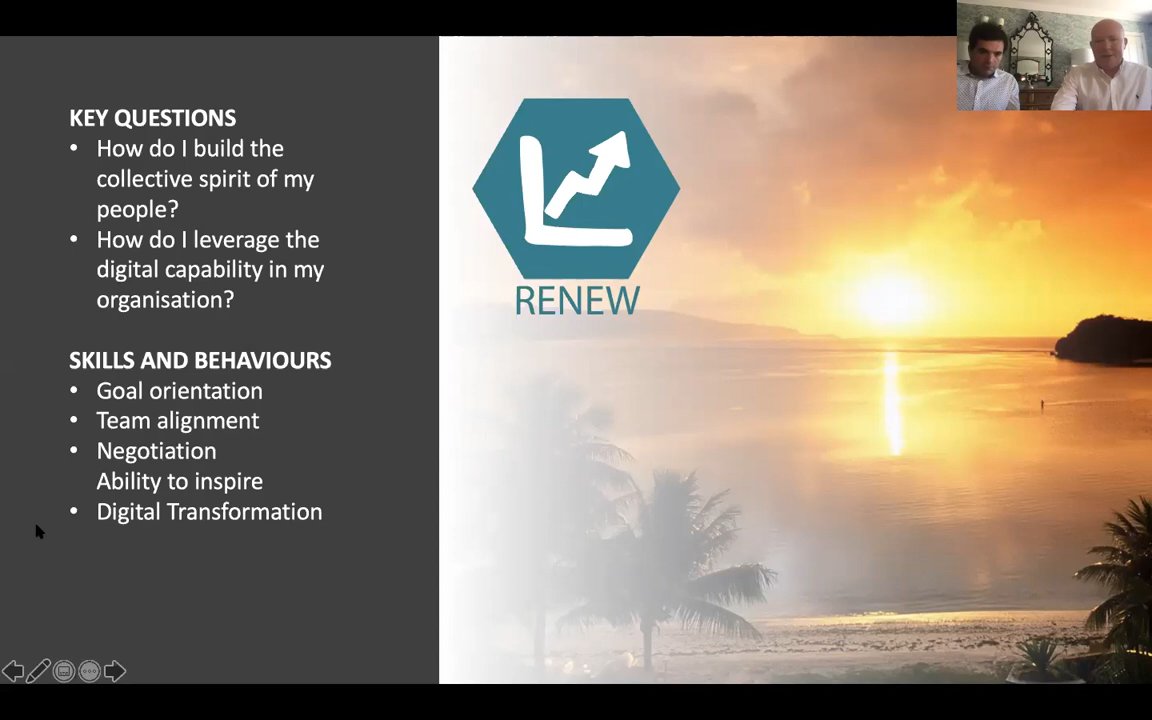 KEY QUESTIONS
• How do I build the
collective spirit of my
people?
• How do I leverage the
digital capability in my
organisation?
SKILLS AND BEHAVIOURS
• Goal orientation
• Team alignment
• Negotiation
Ability to inspire
• Digital Transformation
RENEW